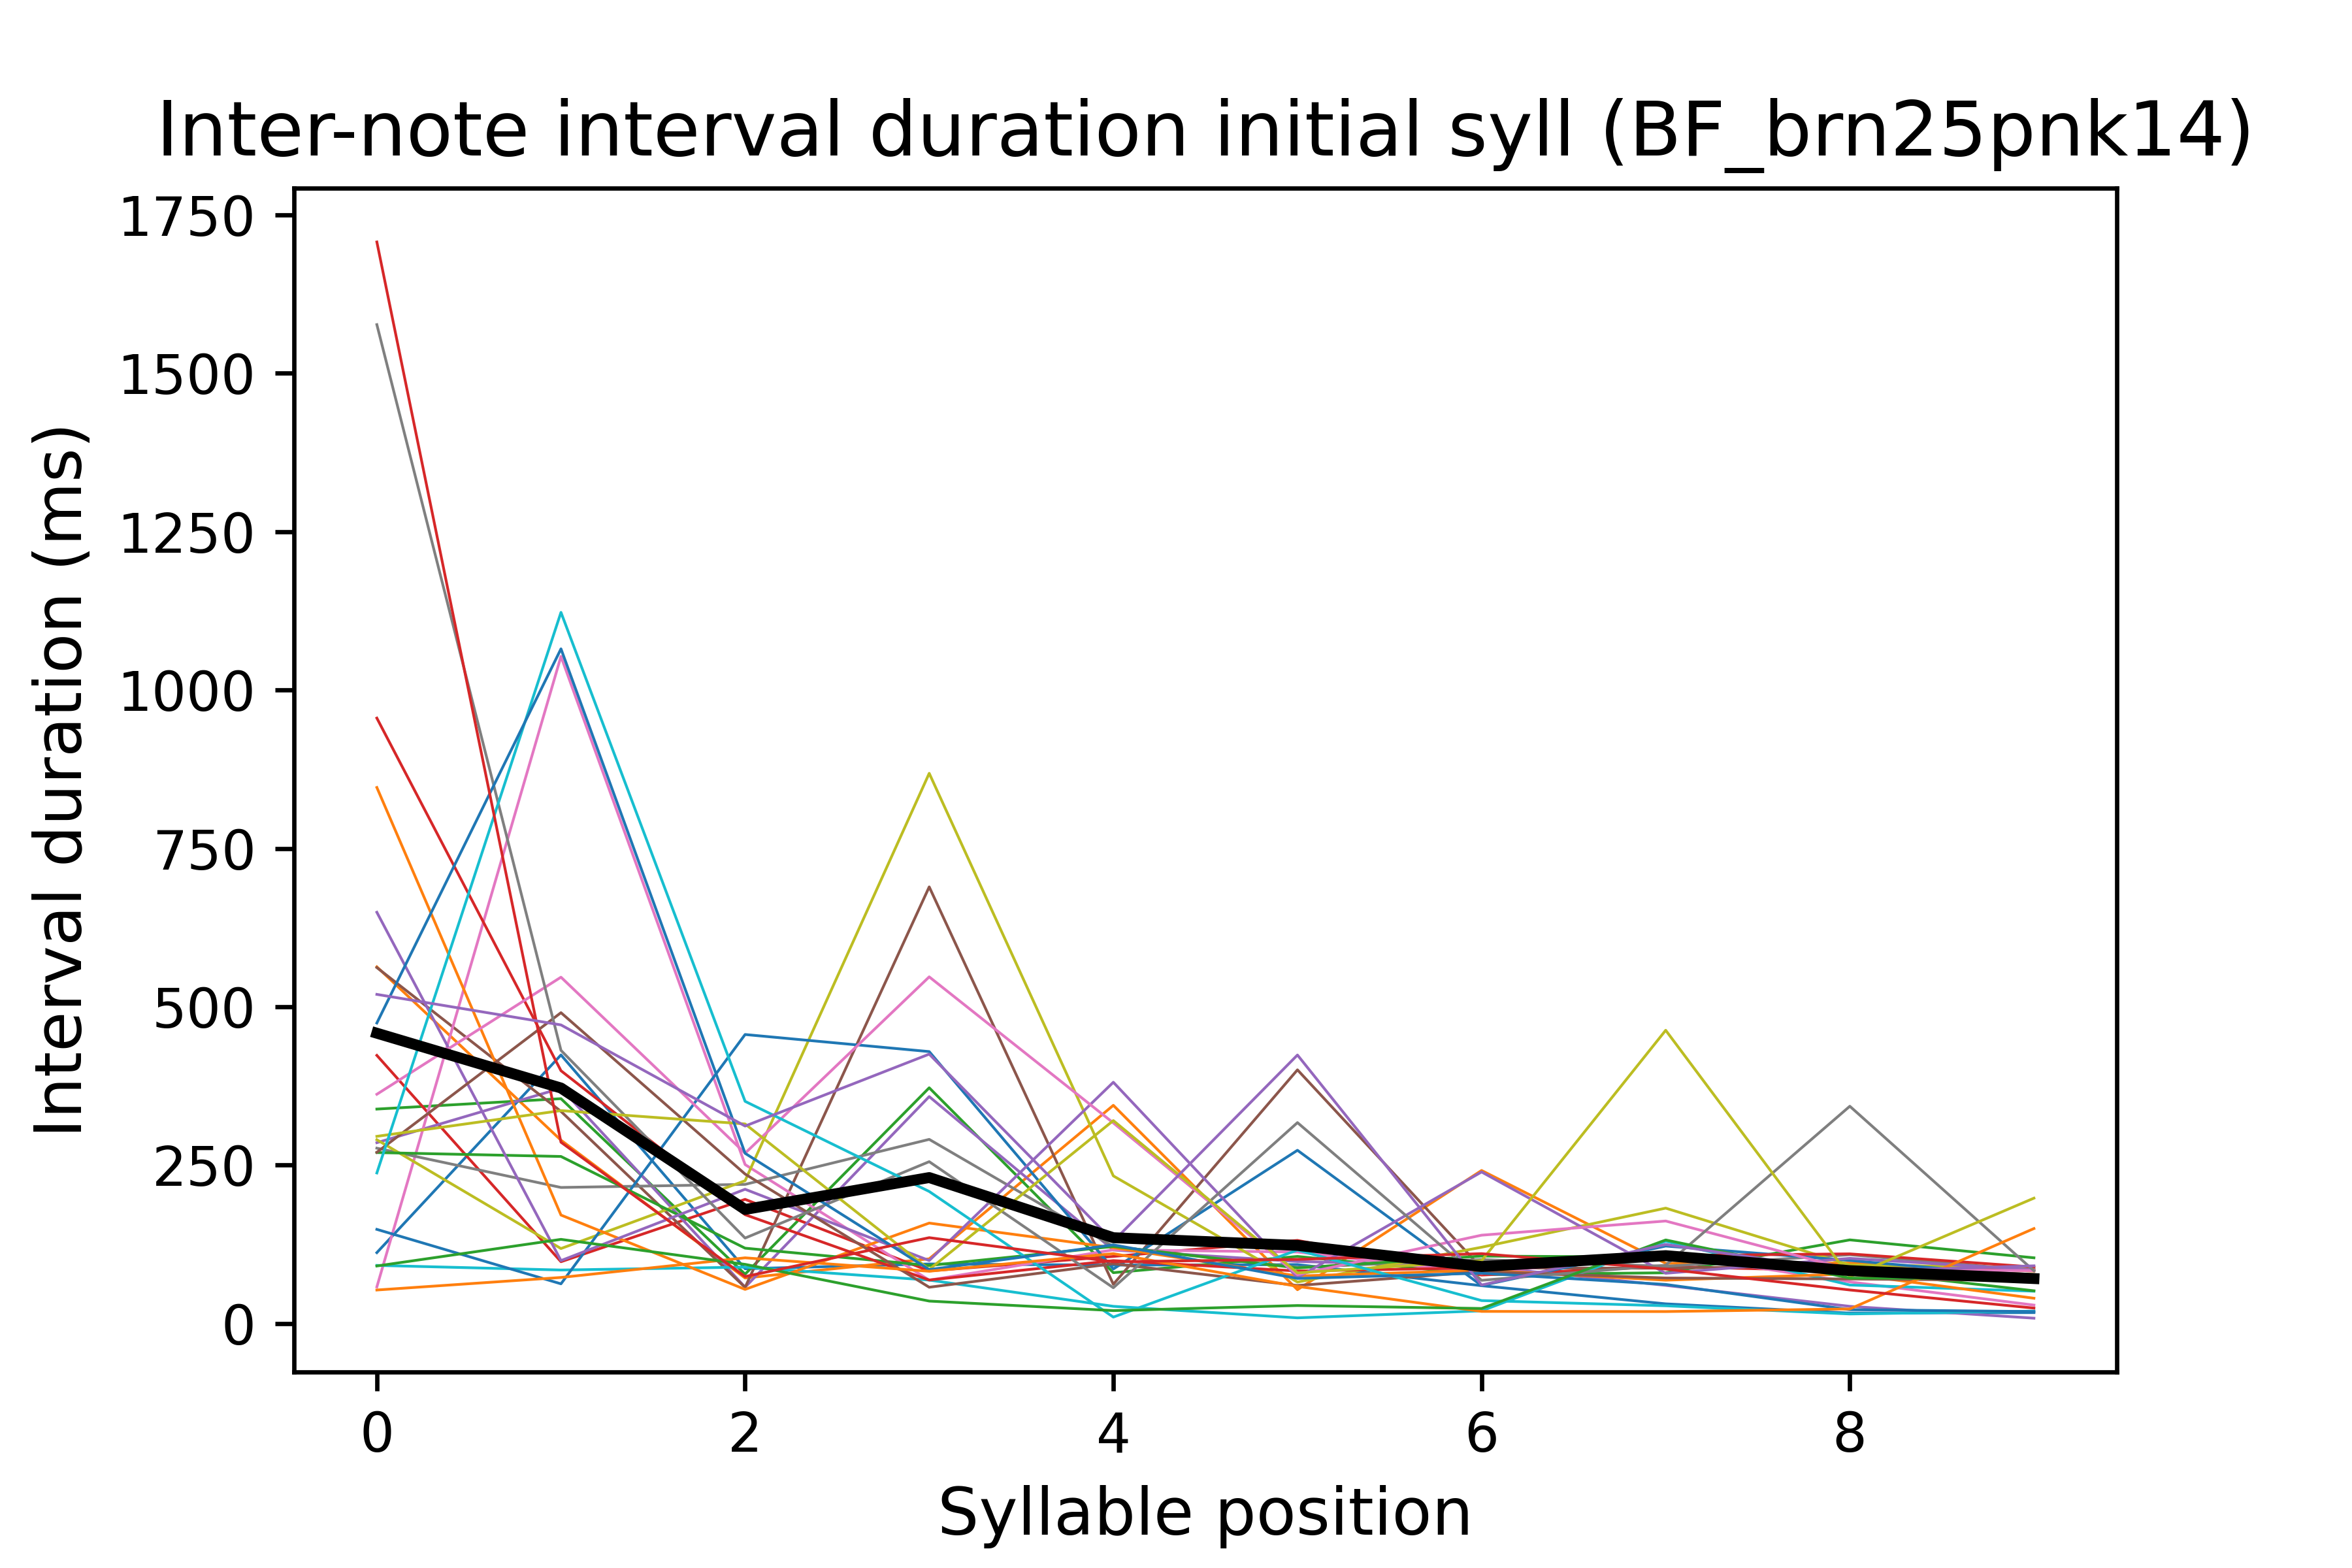 Inter-note interval duration initial syll (BF_brn25pnk14)
1750
1500
1250
1000
750
500
250
0
Interval duration (ms)
0 2 4 6 8
Syllable position